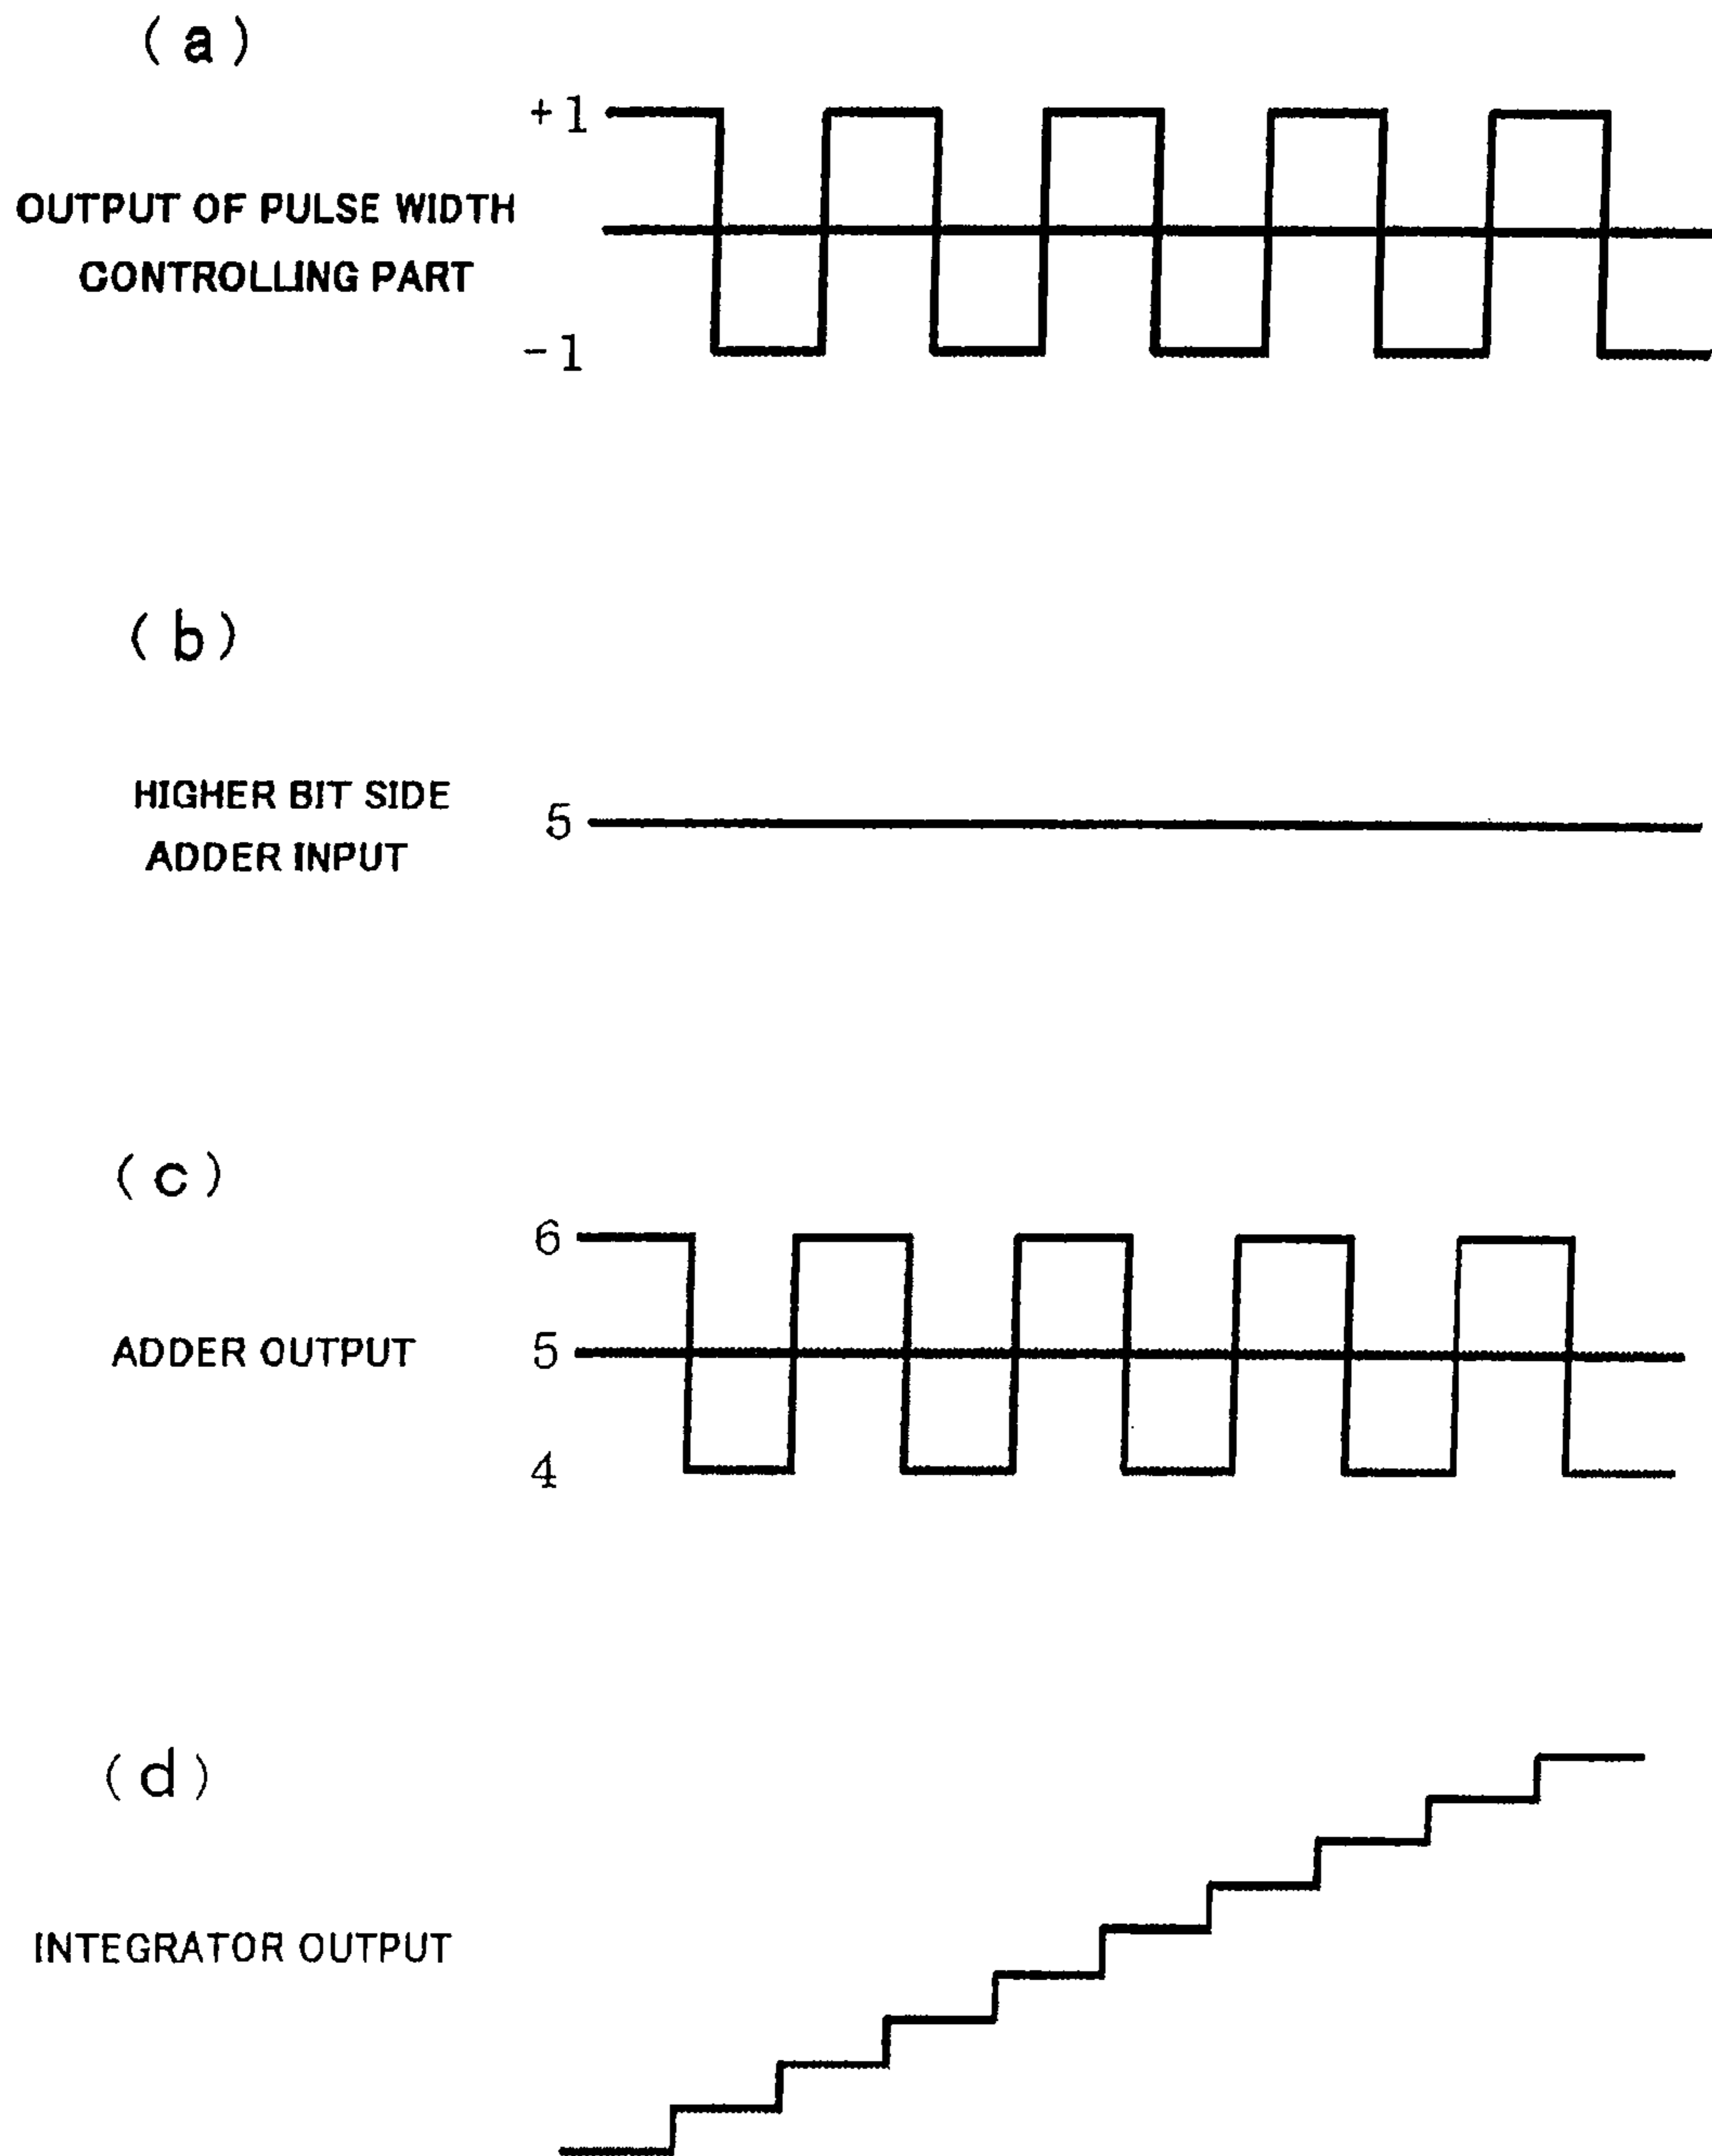 (a)
+1
OUTPUT OF PULSE WIDTH
CONTROLLING PART
-1
(b)
HIGHER BIT SIDE
5
ADDER INPUT
(c)
6
ADDER OUTPUT
5
4
(d)
INTEGRATOR OUTPUT